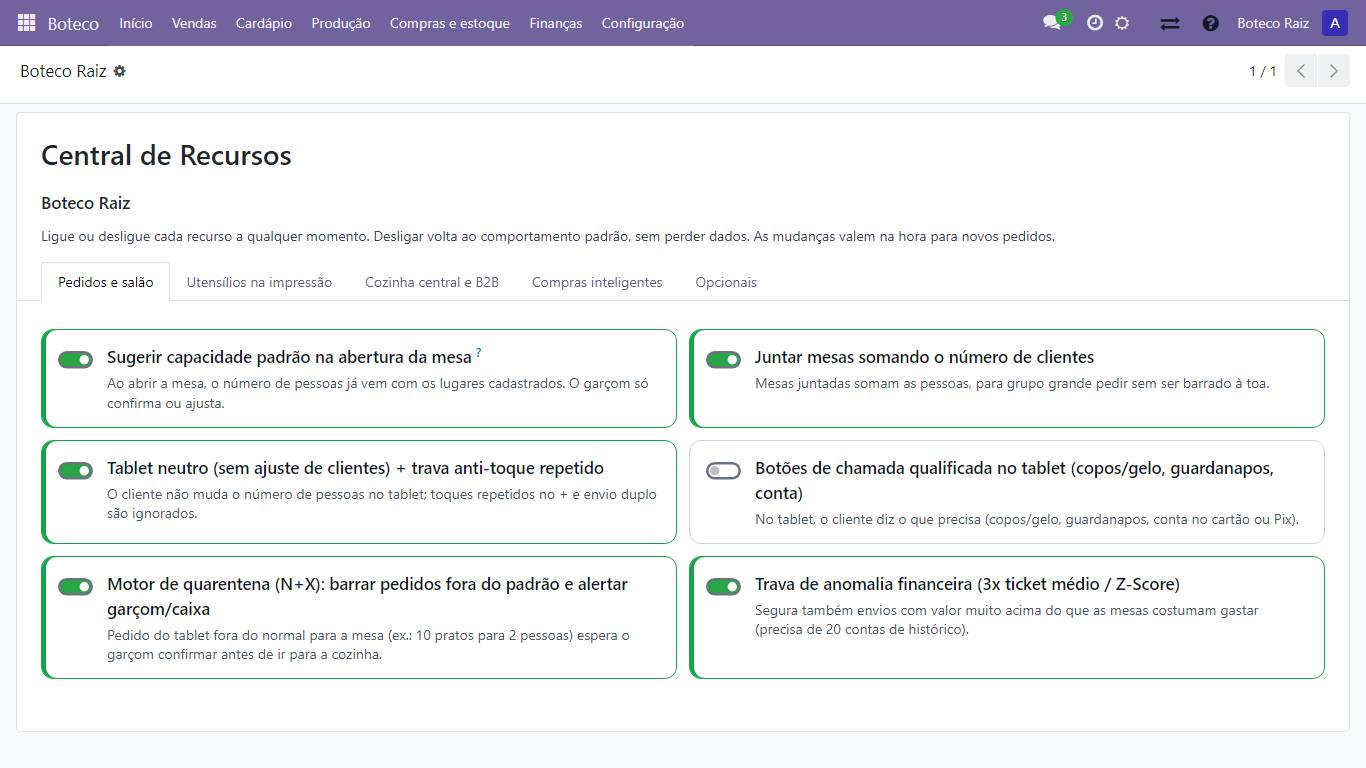 Boteco Início Vendas Cardápio Produção Compras e estoque Finanças Configuração 3 Boteco Raiz A
Boteco Raiz 1 / 1
Central de Recursos
Boteco Raiz
Ligue ou desligue cada recurso a qualquer momento. Desligar volta ao comportamento padrão, sem perder dados. As mudanças valem na hora para novos pedidos.
Pedidos e salão Utensílios na impressão Cozinha central e B2B Compras inteligentes Opcionais
Sugerir capacidade padrão na abertura da mesa ?
Ao abrir a mesa, o número de pessoas já vem com os lugares cadastrados. O garçom só
confirma ou ajusta.
Juntar mesas somando o número de clientes
Mesas juntadas somam as pessoas, para grupo grande pedir sem ser barrado à toa.
Tablet neutro (sem ajuste de clientes) + trava anti-toque repetido
O cliente não muda o número de pessoas no tablet; toques repetidos no + e envio duplo
são ignorados.
Botões de chamada qualificada no tablet (copos/gelo, guardanapos,
conta)
No tablet, o cliente diz o que precisa (copos/gelo, guardanapos, conta no cartão ou Pix).
Motor de quarentena (N+X): barrar pedidos fora do padrão e alertar
garçom/caixa
Pedido do tablet fora do normal para a mesa (ex.: 10 pratos para 2 pessoas) espera o
garçom confirmar antes de ir para a cozinha.
Trava de anomalia financeira (3x ticket médio / Z-Score)
Segura também envios com valor muito acima do que as mesas costumam gastar
(precisa de 20 contas de histórico).